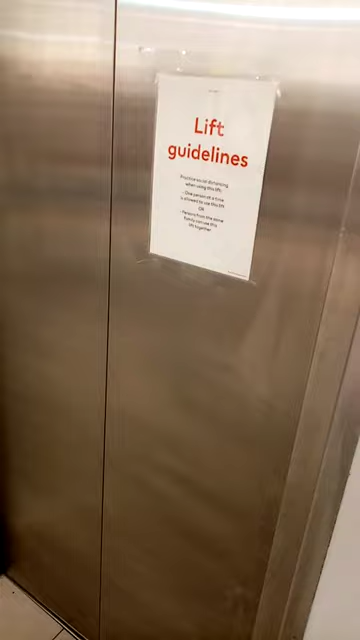 Lift
guidelines
Practice social distancing
when using this lift:
- One person at a time
is allowed to use this lift
OR
- Persons from the same
family can use this
lift together